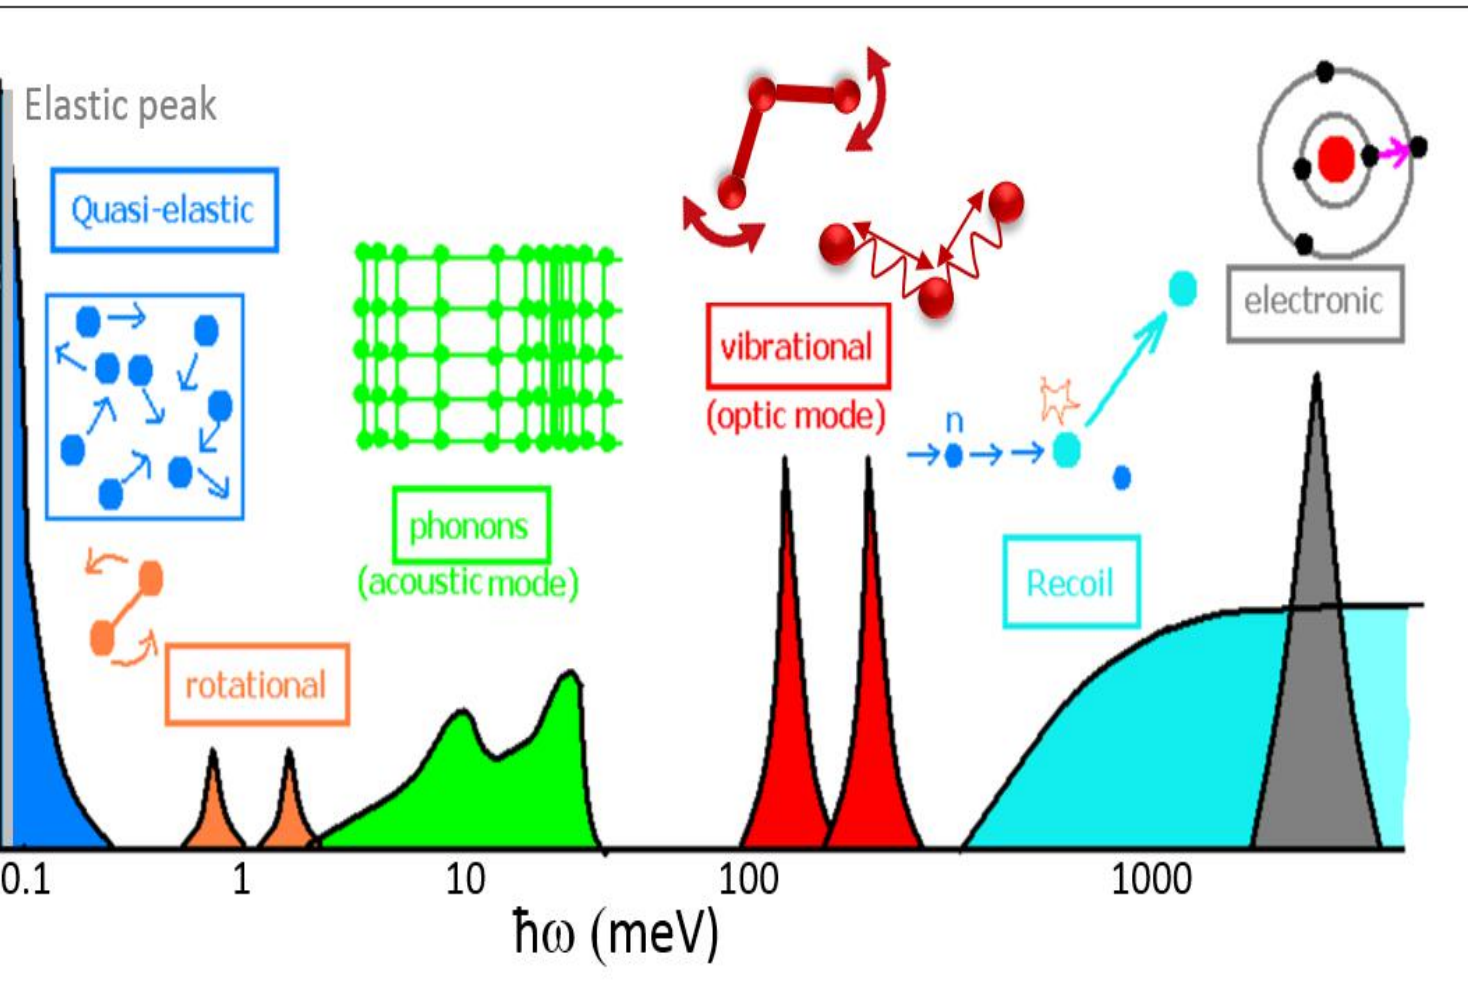 Elastic peak
Quasi-elastic
rotational
phonons
(acoustic mode)
vibrational
(optic mode)
n
Recoil
electronic
0.1 1 10 100 1000
ħω (meV)